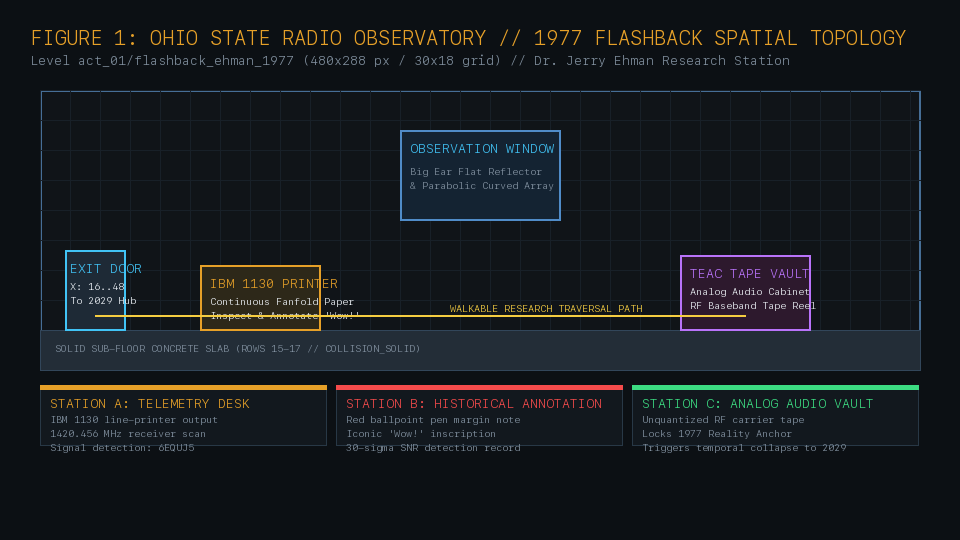 FIGURE 1: OHIO STATE RADIO OBSERVATORY // 1977 FLASHBACK SPATIAL TOPOLOGY
Level act_01/flashback_ehman_1977 (480x288 px / 30x18 grid) // Dr. Jerry Ehman Research Station
OBSERVATION WINDOW
Big Ear Flat Reflector
& Parabolic Curved Array
EXIT DOOR
X: 16..48
To 2029 Hub
IBM 1130 PRINTER
Continuous Fanfold Paper
Inspect & Annotate 'Wow!'
WALKABLE RESEARCH TRAVERSAL PATH
TEAC TAPE VAULT
Analog Audio Cabinet
RF Baseband Tape Reel
SOLID SUB-FLOOR CONCRETE SLAB (ROWS 15-17 // COLLISION_SOLID)
STATION A: TELEMETRY DESK
IBM 1130 line-printer output
1420.456 MHz receiver scan
Signal detection: 6EQUJ5
STATION B: HISTORICAL ANNOTATION
Red ballpoint pen margin note
Iconic 'Wow!' inscription
30-sigma SNR detection record
STATION C: ANALOG AUDIO VAULT
Unquantized RF carrier tape
Locks 1977 Reality Anchor
Triggers temporal collapse to 2029